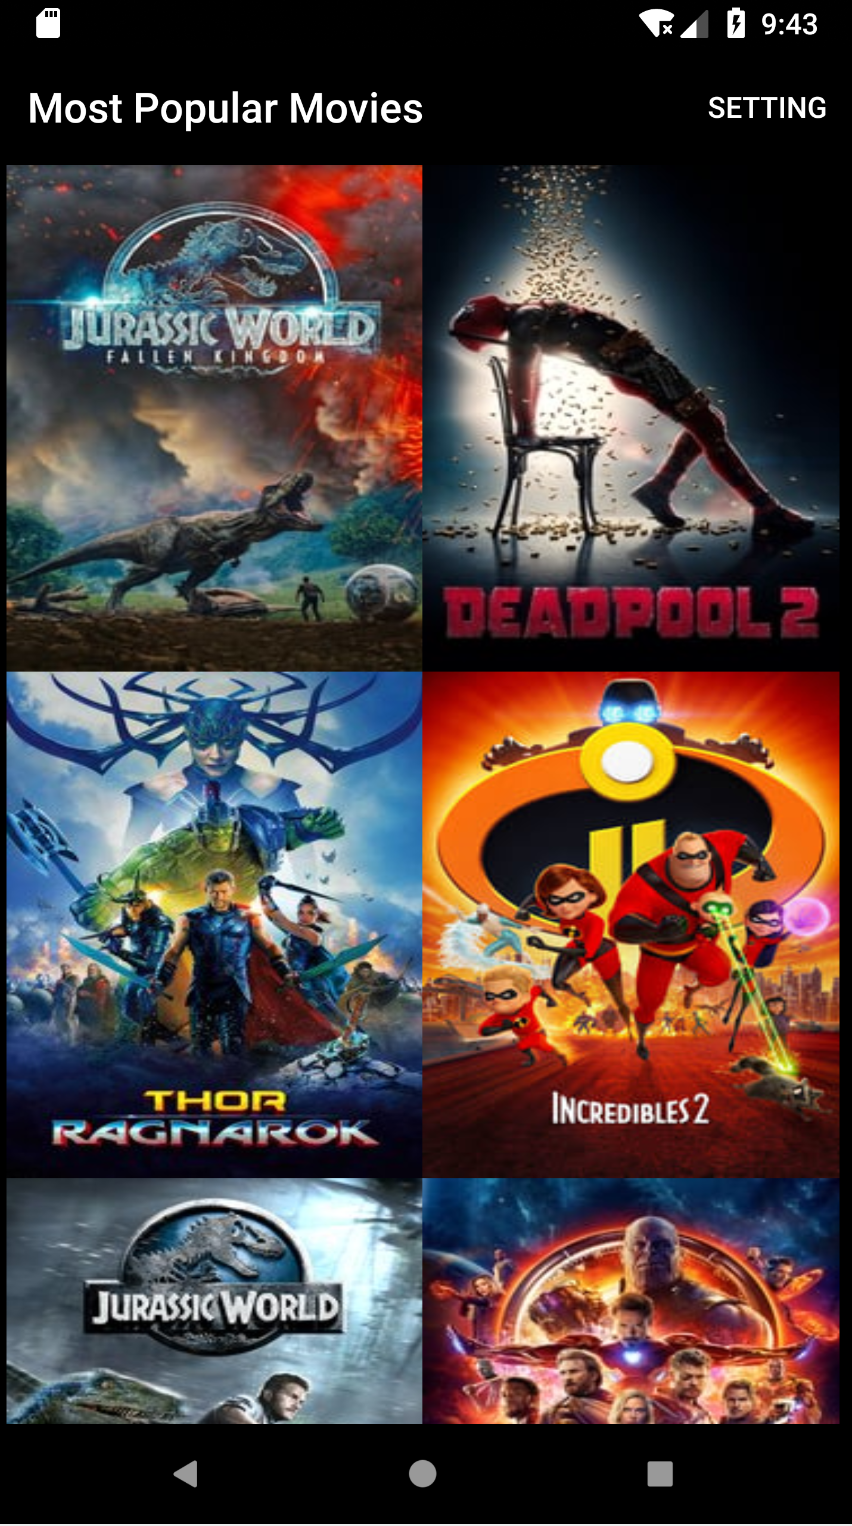 9:43
Most Popular Movies
SETTING
JURASSIC WORLD
FALLEN KINGDOM
DEADPOOL 2
THOR
RAGNAROK
INCREDIBLES 2
JURASSIC WORLD